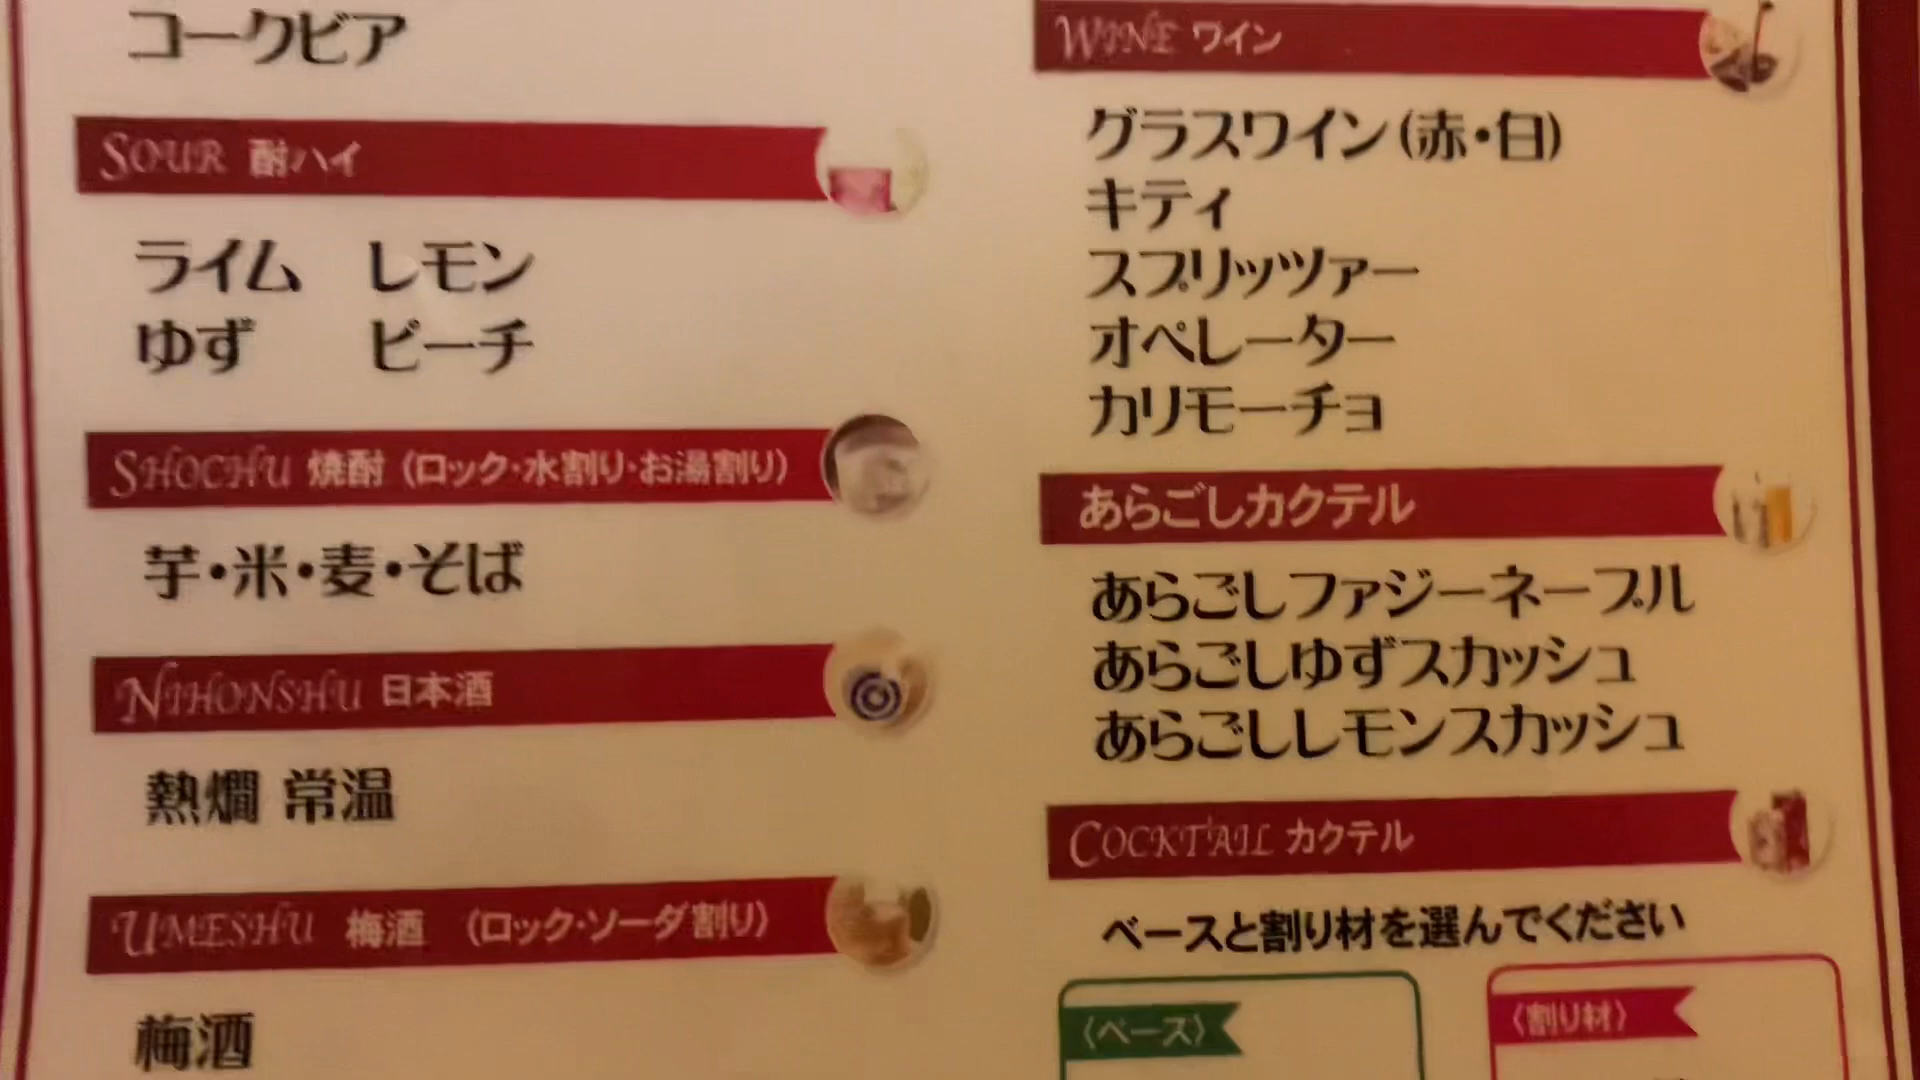 コークビア
SOUR 酎ハイ
ライム レモン
ゆず ピーチ
SHOCHU 焼酎 (ロック・水割り・お湯割り)
芋・米・麦・そば
NIHONSHU 日本酒
熱燗 常温
UMESHU 梅酒 (ロック・ソーダ割り)
梅酒
WINE ワイン
グラスワイン(赤・白)
キティ
スプリッツァー
オペレーター
カリモーチョ
あらごしカクテル
あらごしファジーネーブル
あらごしゆずスカッシュ
あらごしレモンスカッシュ
COCKTAIL カクテル
ベースと割り材を選んでください
〈ベース〉
〈割り材〉